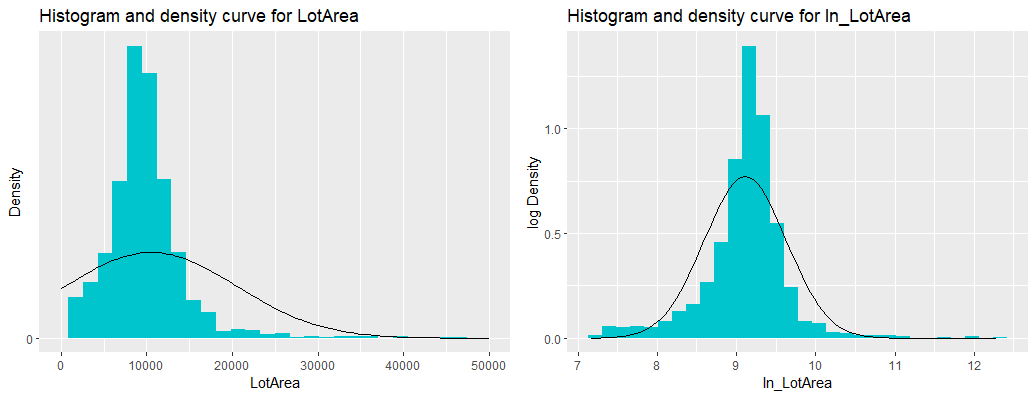 Histogram and density curve for LotArea
Density
0
0
10000
20000
30000
40000
50000
LotArea
Histogram and density curve for ln_LotArea
log Density
1.0
0.5
0.0
7
8
9
10
11
12
ln_LotArea